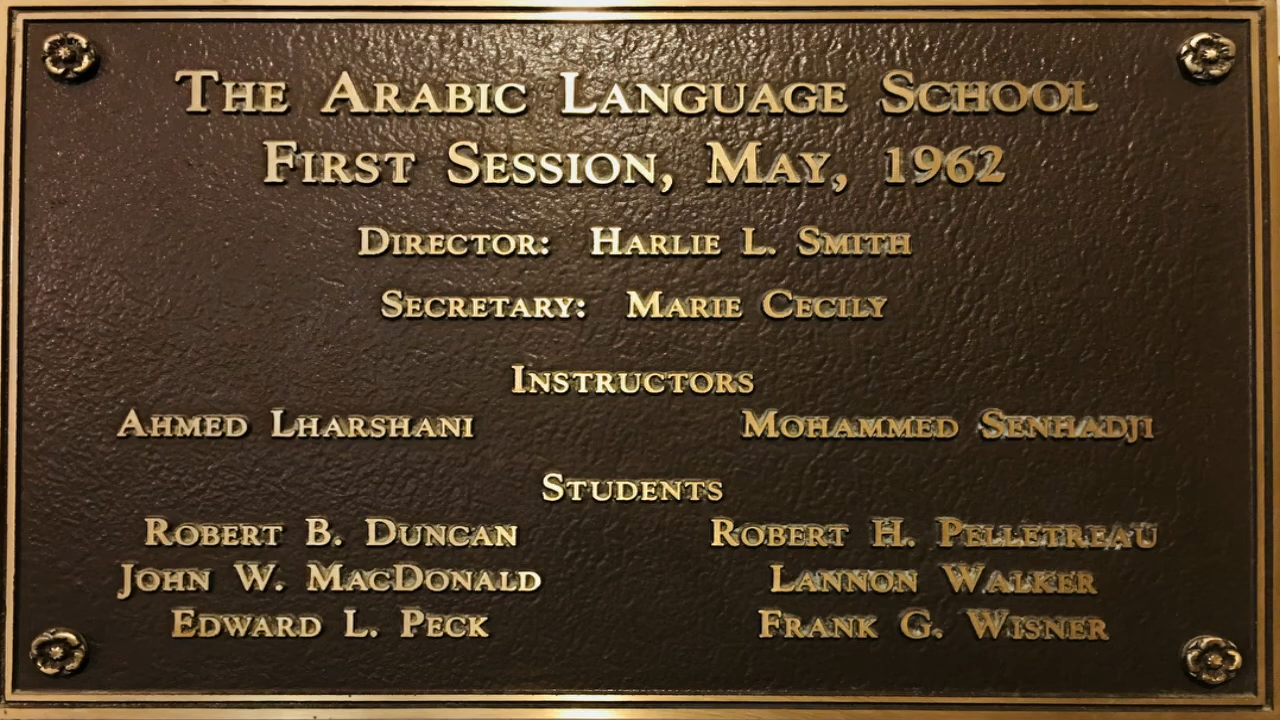 THE ARABIC LANGUAGE SCHOOL
FIRST SESSION, MAY, 1962
DIRECTOR: HARLIE L. SMITH
SECRETARY: MARIE CECILY
INSTRUCTORS
AHMED LHARSHANI MOHAMMED SENHADJI
STUDENTS
ROBERT B. DUNCAN ROBERT H. PELLETREAU
JOHN W. MACDONALD LANNON WALKER
EDWARD L. PECK FRANK G. WISNER